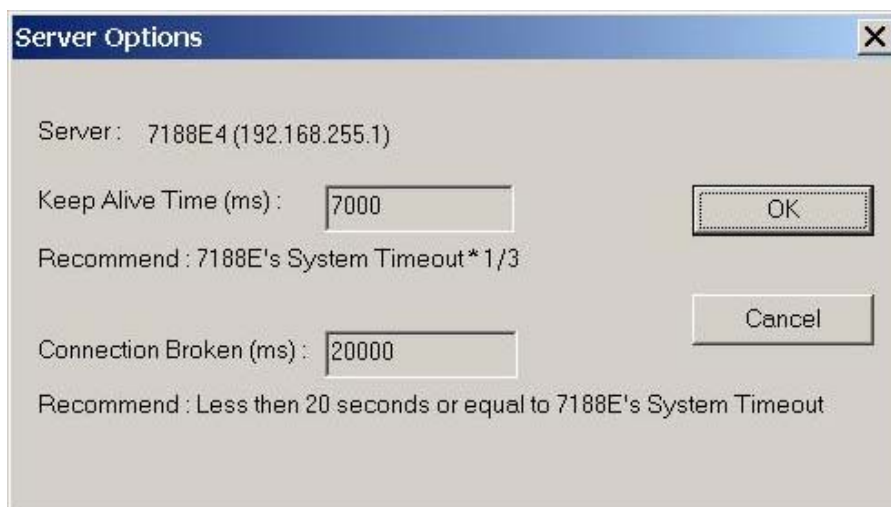 Server Options
Server : 7188E4 (192.168.255.1)
Keep Alive Time (ms) : 7000
OK
Recommend : 7188E's System Timeout * 1/3
Cancel
Connection Broken (ms) : 20000
Recommend : Less then 20 seconds or equal to 7188E's System Timeout